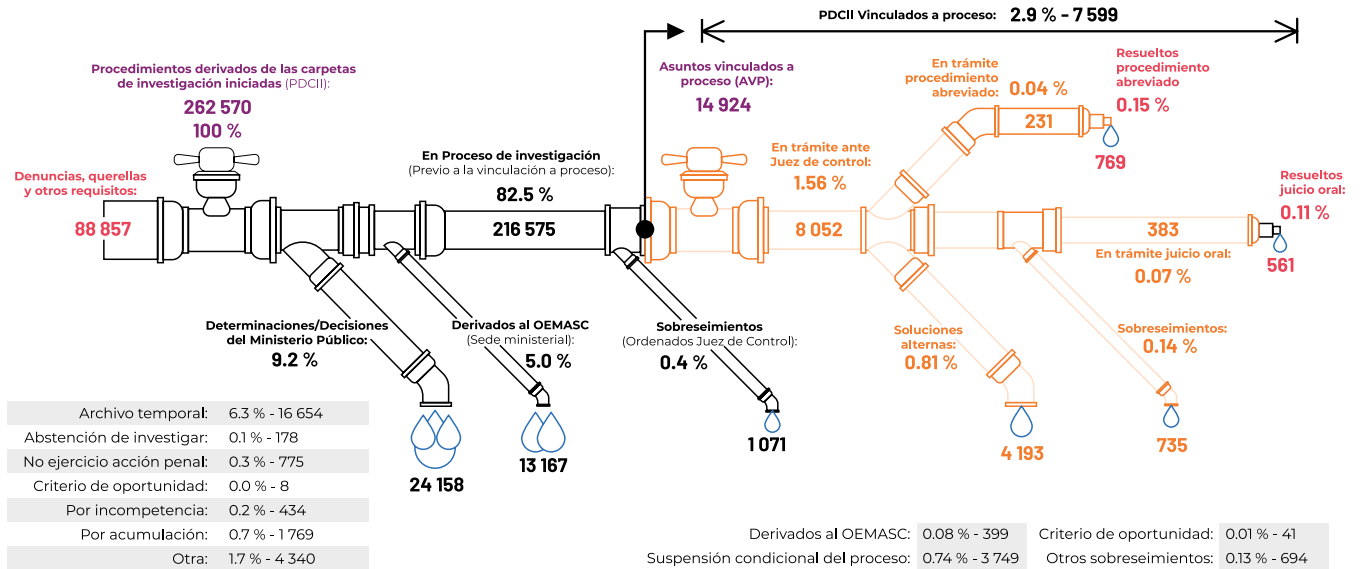 PDCII Vinculados a proceso: 2.9 % - 7 599
Procedimientos derivados de las carpetas
de investigación iniciadas (PDCII):
262 570
100 %
Asuntos vinculados a
proceso (AVP):
14 924
En trámite
procedimiento
abreviado: 0.04 %
231
Resueltos
procedimiento
abreviado
0.15 %
769
Denuncias, querellas
y otros requisitos:
88 857
En Proceso de investigación
(Previo a la vinculación a proceso):
82.5 %
216 575
En trámite ante
Juez de control:
1.56 %
8 052
383
En trámite juicio oral:
0.07 %
Resueltos
juicio oral:
0.11 %
561
Determinaciones/Decisiones
del Ministerio Público:
9.2 %
24 158
Derivados al OEMASC
(Sede ministerial):
5.0 %
13 167
Sobreseimientos
(Ordenados Juez de Control):
0.4 %
1 071
Soluciones
alternas:
0.81 %
4 193
Sobreseimientos:
0.14 %
735
Archivo temporal: 6.3 % - 16 654
Abstención de investigar: 0.1 % - 178
No ejercicio acción penal: 0.3 % - 775
Criterio de oportunidad: 0.0 % - 8
Por incompetencia: 0.2 % - 434
Por acumulación: 0.7 % - 1 769
Otra: 1.7 % - 4 340
Derivados al OEMASC: 0.08 % - 399 Criterio de oportunidad: 0.01 % - 41
Suspensión condicional del proceso: 0.74 % - 3 749 Otros sobreseimientos: 0.13 % - 694